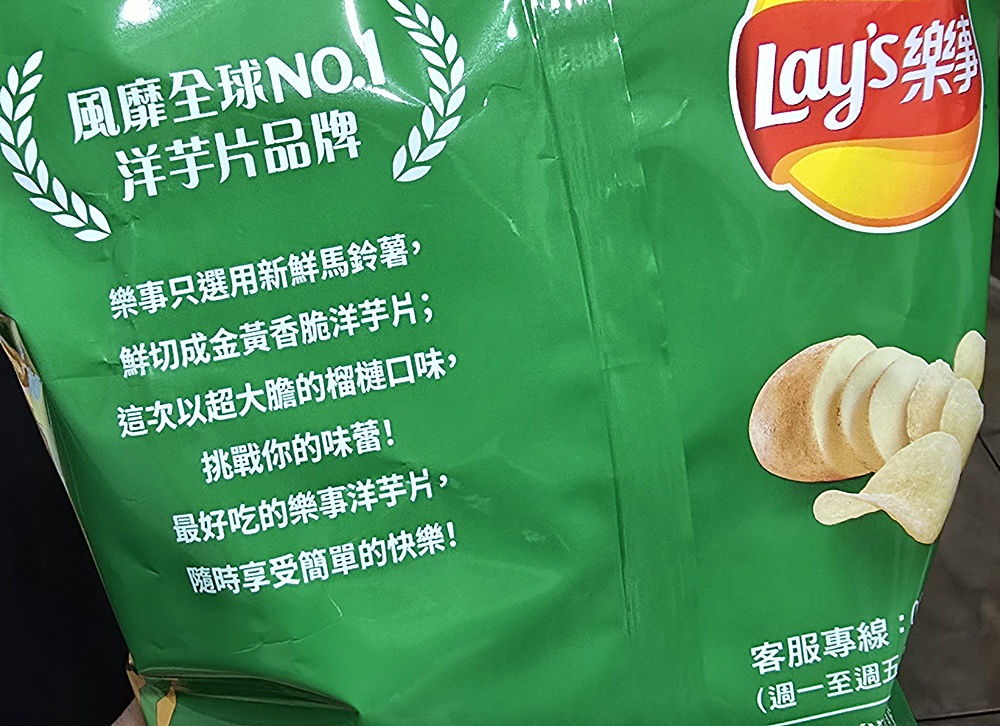 風靡全球NO.1
洋芋片品牌
樂事只選用新鮮馬鈴薯,
鮮切成金黃香脆洋芋片;
這次以超大膽的榴槤口味,
挑戰你的味蕾!
最好吃的樂事洋芋片,
隨時享受簡單的快樂!
Lay's樂事
客服專線:
(週一至週五